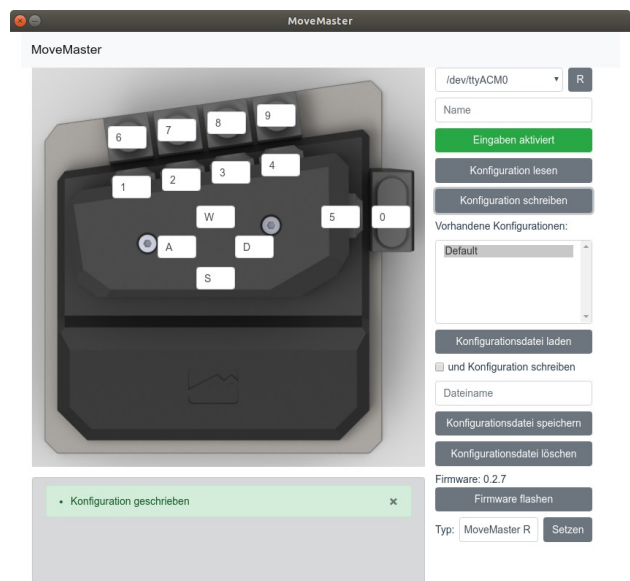 MoveMaster
MoveMaster
6
7
8
9
1
2
3
4
W
5
0
A
D
S
/dev/ttyACM0
R
Name
Eingaben aktiviert
Konfiguration lesen
Konfiguration schreiben
Vorhandene Konfigurationen:
Default
Konfigurationsdatei laden
und Konfiguration schreiben
Dateiname
Konfigurationsdatei speichern
Konfigurationsdatei löschen
Firmware: 0.2.7
Firmware flashen
Typ: MoveMaster R Setzen
Konfiguration geschrieben